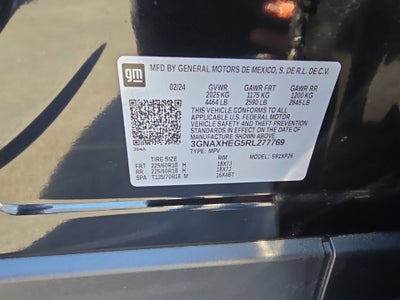 gm
MFD BY GENERAL MOTORS DE MEXICO, S. DE R.L. DE C.V.
02/24 GVWR GAWR FRT GAWR RR
2025 KG 1175 KG 1200 KG
4464 LB 2590 LB 2645 LB
THIS VEHICLE CONFORMS TO ALL APPLICABLE
U.S. FEDERAL MOTOR VEHICLE SAFETY AND THEFT
PREVENTION STANDARDS IN EFFECT ON THE DATE OF
MANUFACTURE SHOWN ABOVE.
3GNAXHEG5RL277769
TYPE: MPV MODEL: S91XP26
TIRE SIZE RIM
FRT 225/60R18 H 18X7J
RR 225/60R18 H 18X7J
SPA T135/70R16 M 16X4BT